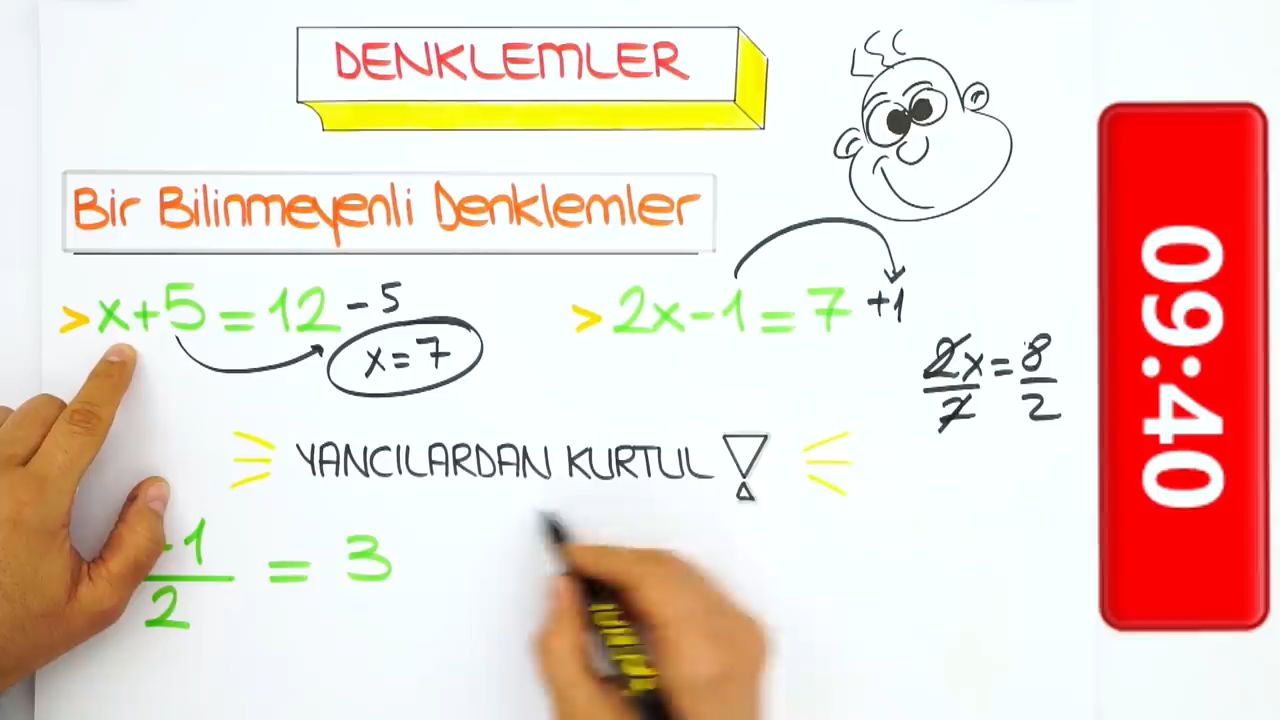 DENKLEMLER
Bir Bilinmeyenli Denklemler
> x+5=12 -5
x=7
> 2x-1=7 +1
2x=8
2 2
YANCILARDAN KURTUL !
-1
2
= 3
09:40